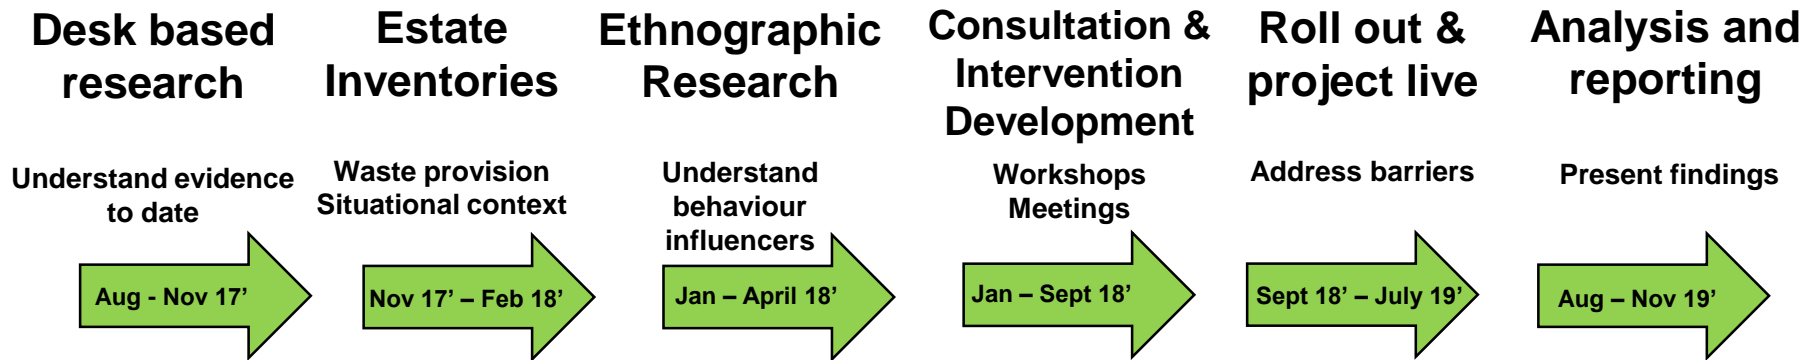 Desk based
research
Understand evidence
to date
Aug - Nov 17’
Estate
Inventories
Waste provision
Situational context
Nov 17’ – Feb 18’
Ethnographic
Research
Understand
behaviour
influencers
Jan – April 18’
Consultation &
Intervention
Development
Workshops
Meetings
Jan – Sept 18’
Roll out &
project live
Address barriers
Sept 18’ – July 19’
Analysis and
reporting
Present findings
Aug – Nov 19’